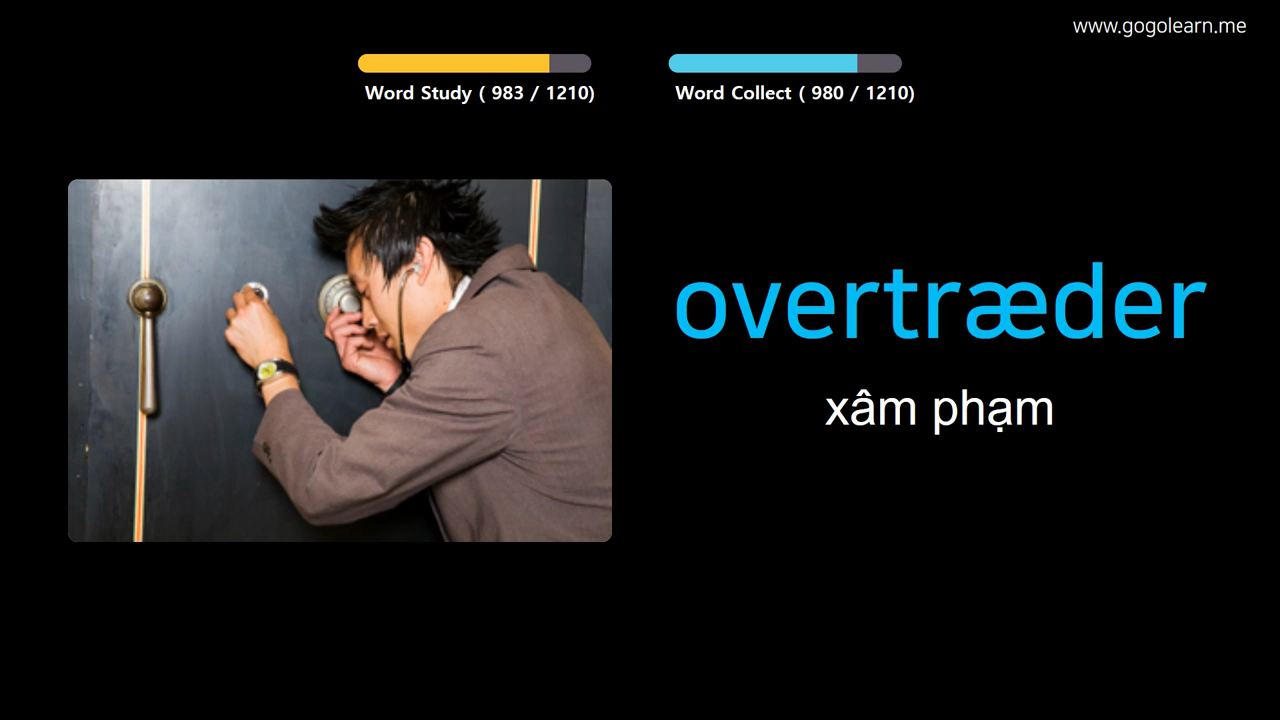 www.gogolearn.me
Word Study ( 983 / 1210)
Word Collect ( 980 / 1210)
overtræder
xâm phạm